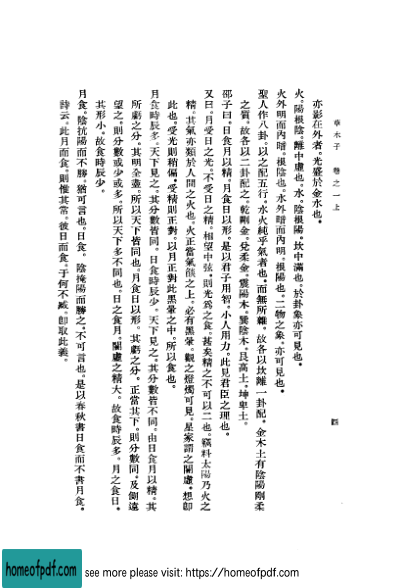 草木子 卷之一上
四
亦影在外者。光盛於金水也。
火。陽根陰。離中虛也。水。陰根陽。坎中滿也。於卦象亦可見也。
火外明而內暗。根陰也。水外暗而內明。根陽也。二物之象。亦可見也。
聖人作八卦。以之配五行。水火純乎氣者也。而無所雜。故各以坎離一卦配。金木土有陰陽剛柔
之質。故各以二卦配之。乾剛金。兌柔金。震陽木。巽陰木。艮高土。坤卑土。
邵子曰。日食月以精。月食日以形。是以君子用智。小人用力。此見君臣之理也。
又曰。月受日之光。不受日之精。相望中弦。則光為之食。甚矣精之不可以二也。竊料太陽乃火之
精。其氣亦類於人間之火也。火正當氣餤之上。必有黑暈。觀之燈燭可見。星家謂之闇虛。想卽
此也。受光則稍偏。受精則正對。以月正對此黑暈之中。所以食也。
月食時辰多。天下見之。其分數皆同。日食時辰少。天下見之。其分數皆不同。由日食月以精。其
所虧之分。其明全盡。所以天下皆同也。月食日以形。其虧之分。正當其下。則分數同。及側遠
望之。則分數或少或多。所以天下多不同也。日之食月。闇虛之精大。故食時辰多。月之食日。
其形小。故食時辰少。
月食。陰抗陽而不勝。猶可言也。日食。陰掩陽而勝之。不可言也。是以春秋書日食而不書月食。
詩云。此月而食。則惟其常。彼日而食。于何不臧。卽取此義。
homeofpdf.com
see more please visit: https://homeofpdf.com